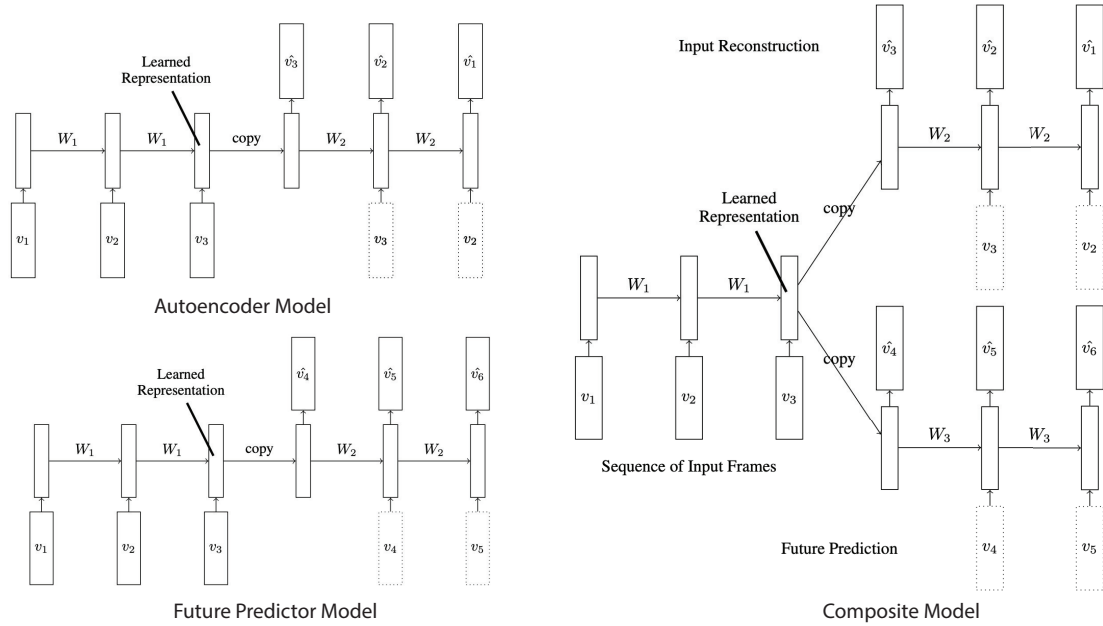 Learned
Representation
v̂₃ v̂₂ v̂₁
W₁ W₁ copy W₂ W₂
v₁ v₂ v₃ v₃ v₂
Autoencoder Model
Learned
Representation
v̂₄ v̂₅ v̂₆
W₁ W₁ copy W₂ W₂
v₁ v₂ v₃ v₄ v₅
Future Predictor Model
Input Reconstruction
v̂₃ v̂₂ v̂₁
W₂ W₂
Learned
Representation
copy
v₃ v₂
W₁ W₁
copy
v̂₄ v̂₅ v̂₆
v₁ v₂ v₃
W₃ W₃
Sequence of Input Frames
Future Prediction
v₄ v₅
Composite Model